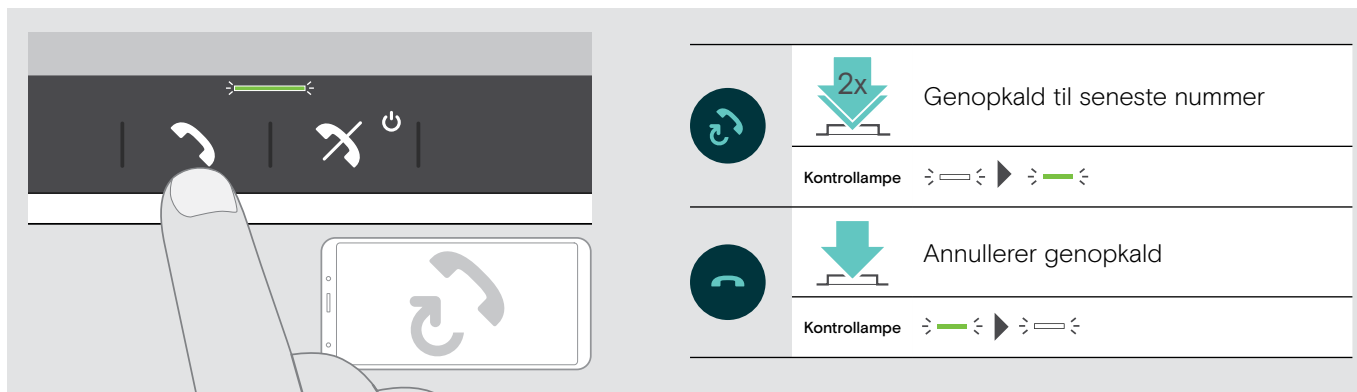 2x
Genopkald til seneste nummer
Kontrollampe
Annullerer genopkald
Kontrollampe